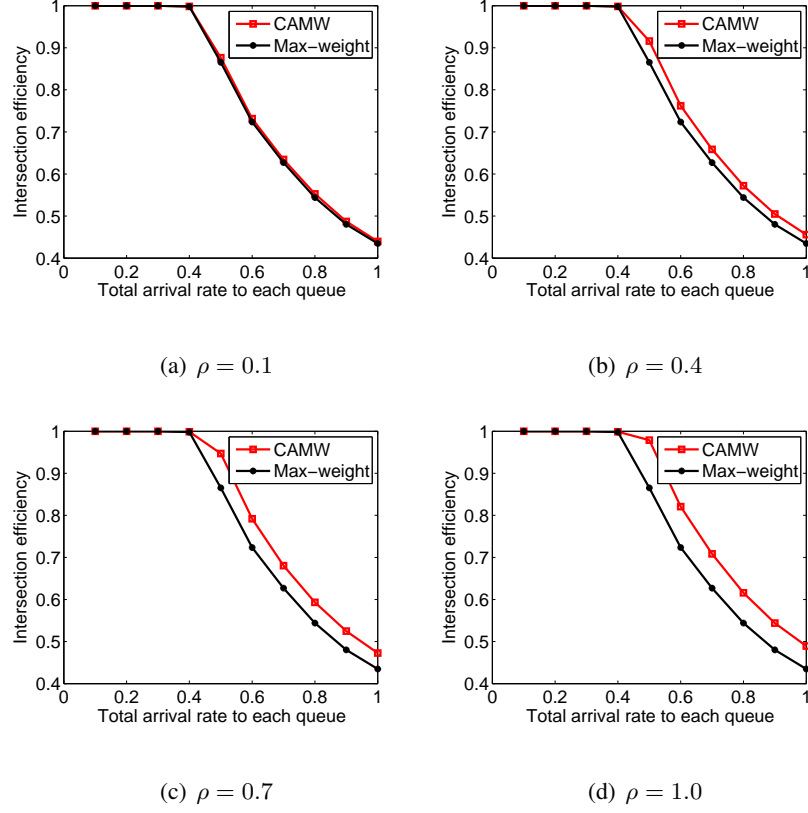 1
0.9
0.8
0.7
0.6
0.5
0.4
0 0.2 0.4 0.6 0.8 1
Intersection efficiency
Total arrival rate to each queue
CAMW
Max-weight
(a) ρ = 0.1
1
0.9
0.8
0.7
0.6
0.5
0.4
0 0.2 0.4 0.6 0.8 1
Intersection efficiency
Total arrival rate to each queue
CAMW
Max-weight
(b) ρ = 0.4
1
0.9
0.8
0.7
0.6
0.5
0.4
0 0.2 0.4 0.6 0.8 1
Intersection efficiency
Total arrival rate to each queue
CAMW
Max-weight
(c) ρ = 0.7
1
0.9
0.8
0.7
0.6
0.5
0.4
0 0.2 0.4 0.6 0.8 1
Intersection efficiency
Total arrival rate to each queue
CAMW
Max-weight
(d) ρ = 1.0